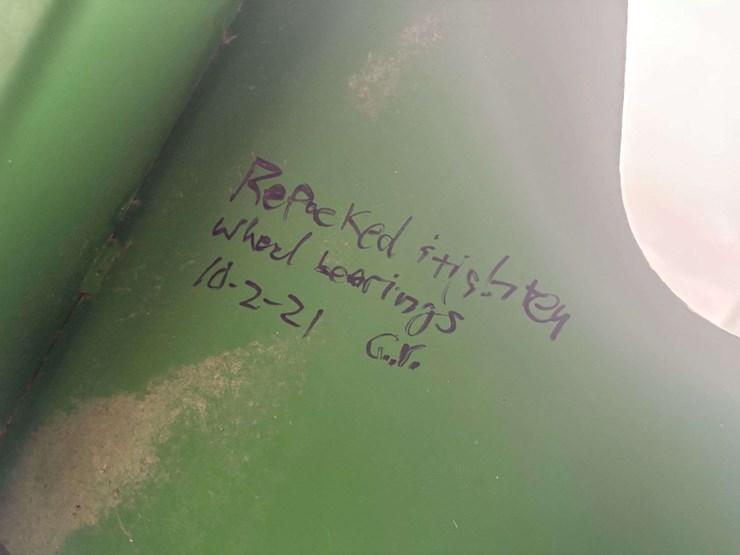 Repacked & tighten
wheel bearings
10-2-21 G.V.